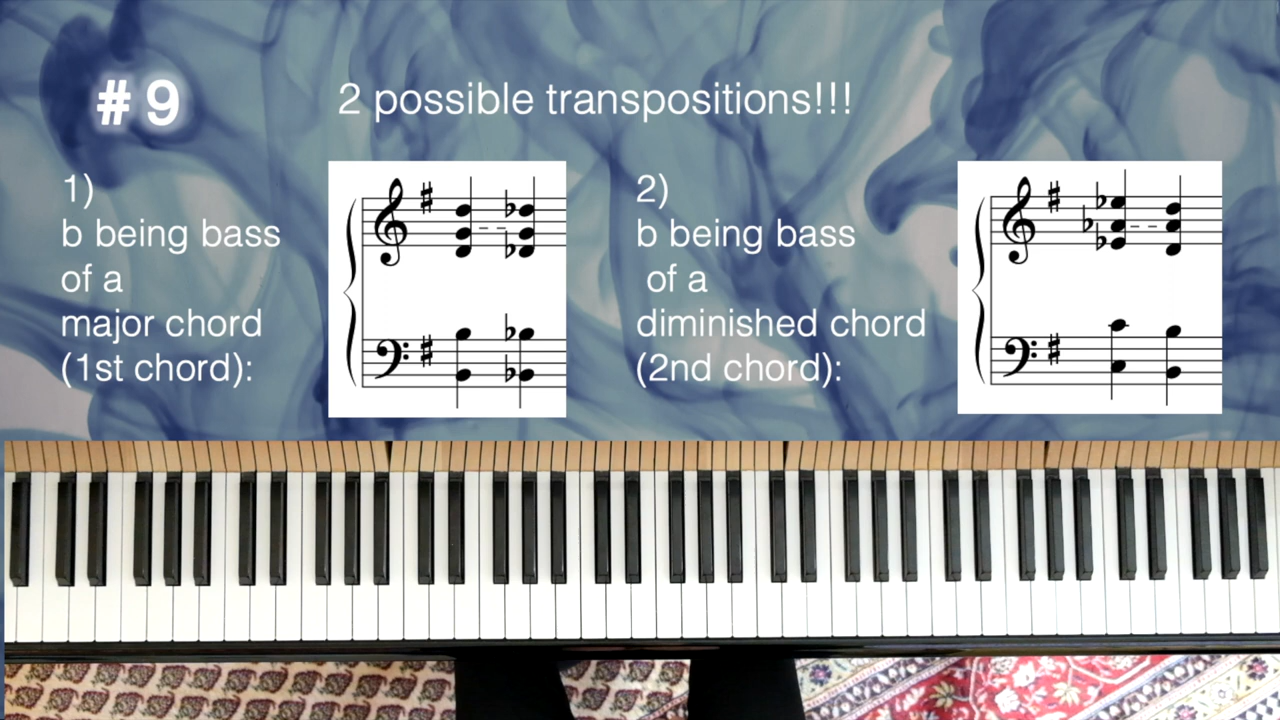 # 9
2 possible transpositions!!!
1)
b being bass
of a
major chord
(1st chord):
2)
b being bass
of a
diminished chord
(2nd chord):